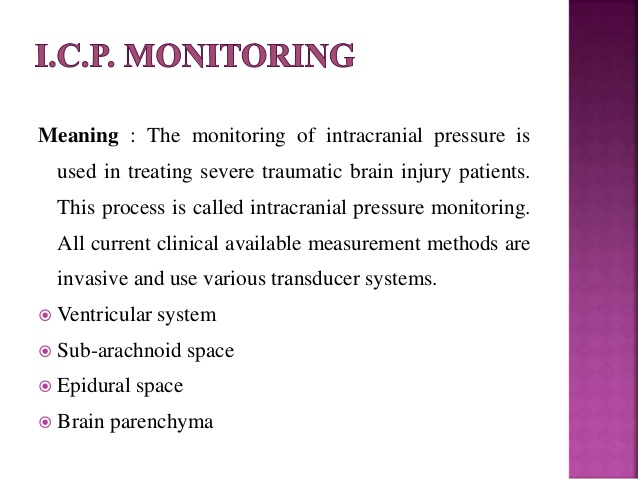 I.C.P. MONITORING
Meaning : The monitoring of intracranial pressure is
used in treating severe traumatic brain injury patients.
This process is called intracranial pressure monitoring.
All current clinical available measurement methods are
invasive and use various transducer systems.
Ventricular system
Sub-arachnoid space
Epidural space
Brain parenchyma